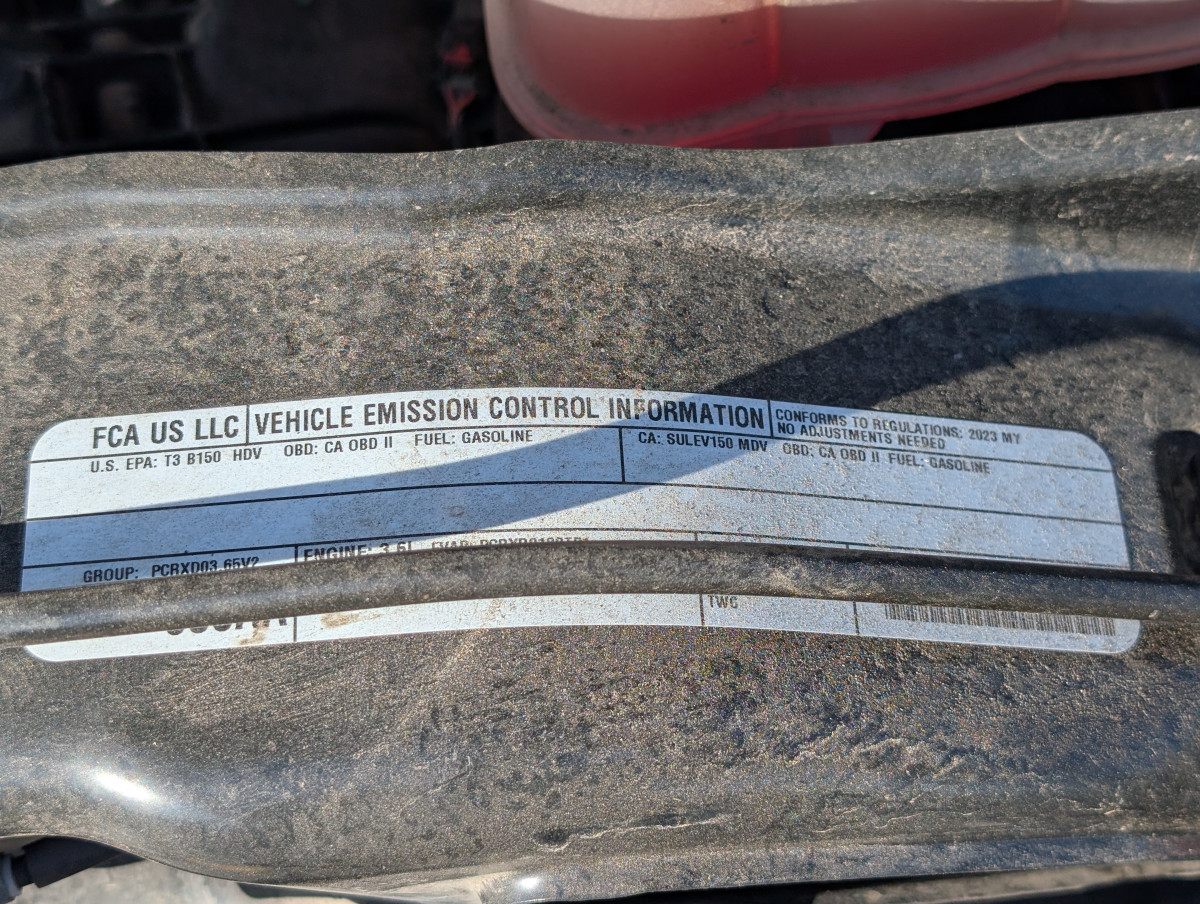 FCA US LLC
VEHICLE EMISSION CONTROL INFORMATION
CONFORMS TO REGULATIONS: 2023 MY
NO ADJUSTMENTS NEEDED
U.S. EPA: T3 B150 HDV OBD: CA OBD II FUEL: GASOLINE
CA: SULEV150 MDV OBD: CA OBD II FUEL: GASOLINE
GROUP: PCRXD03.65V2
ENGINE: 3.6L
TWC